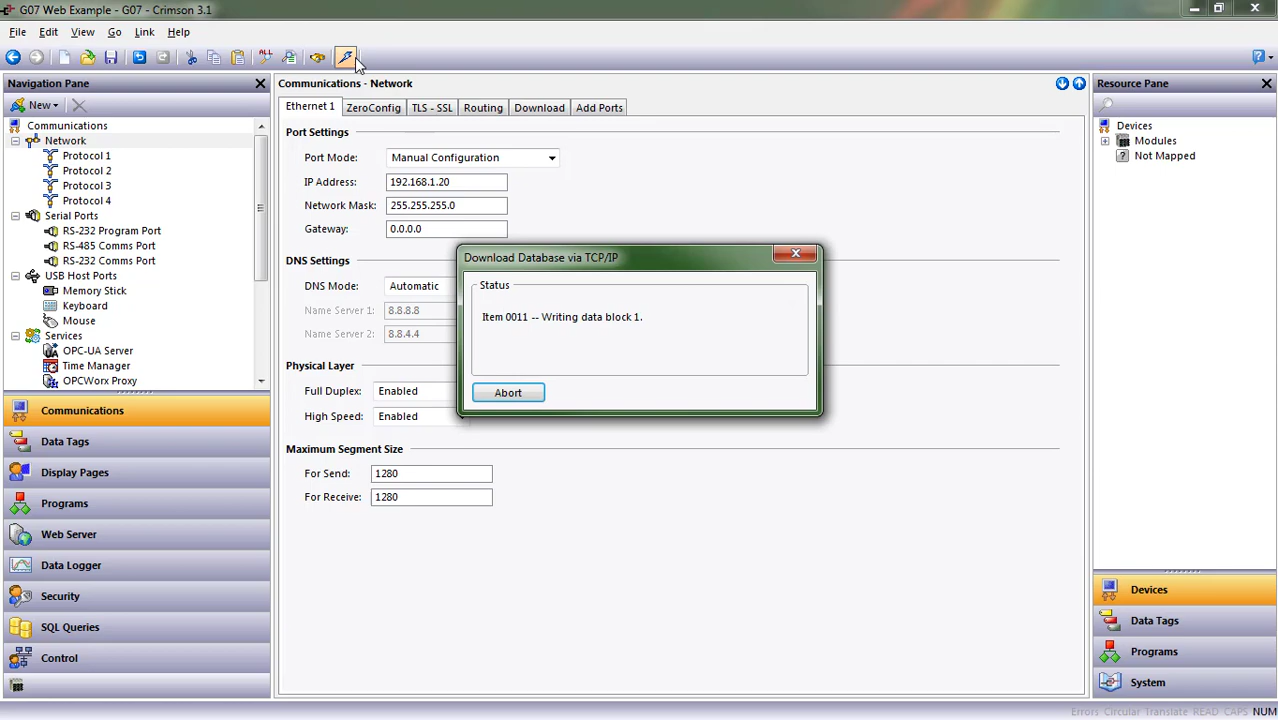 G07 Web Example - G07 - Crimson 3.1
File Edit View Go Link Help
ALL
Navigation Pane
New
Communications
Network
Protocol 1
Protocol 2
Protocol 3
Protocol 4
Serial Ports
RS-232 Program Port
RS-485 Comms Port
RS-232 Comms Port
USB Host Ports
Memory Stick
Keyboard
Mouse
Services
OPC-UA Server
Time Manager
OPCWorx Proxy
Communications
Data Tags
Display Pages
Programs
Web Server
Data Logger
Security
SQL Queries
Control
Communications - Network
Ethernet 1 ZeroConfig TLS - SSL Routing Download Add Ports
Port Settings
Port Mode: Manual Configuration
IP Address: 192.168.1.20
Network Mask: 255.255.255.0
Gateway: 0.0.0.0
DNS Settings
DNS Mode: Automatic
Name Server 1: 8.8.8.8
Name Server 2: 8.8.4.4
Physical Layer
Full Duplex: Enabled
High Speed: Enabled
Maximum Segment Size
For Send: 1280
For Receive: 1280
Download Database via TCP/IP
Status
Item 0011 -- Writing data block 1.
Abort
Resource Pane
Devices
Modules
Not Mapped
Devices
Data Tags
Programs
System
Errors Circular Translate READ CAPS NUM